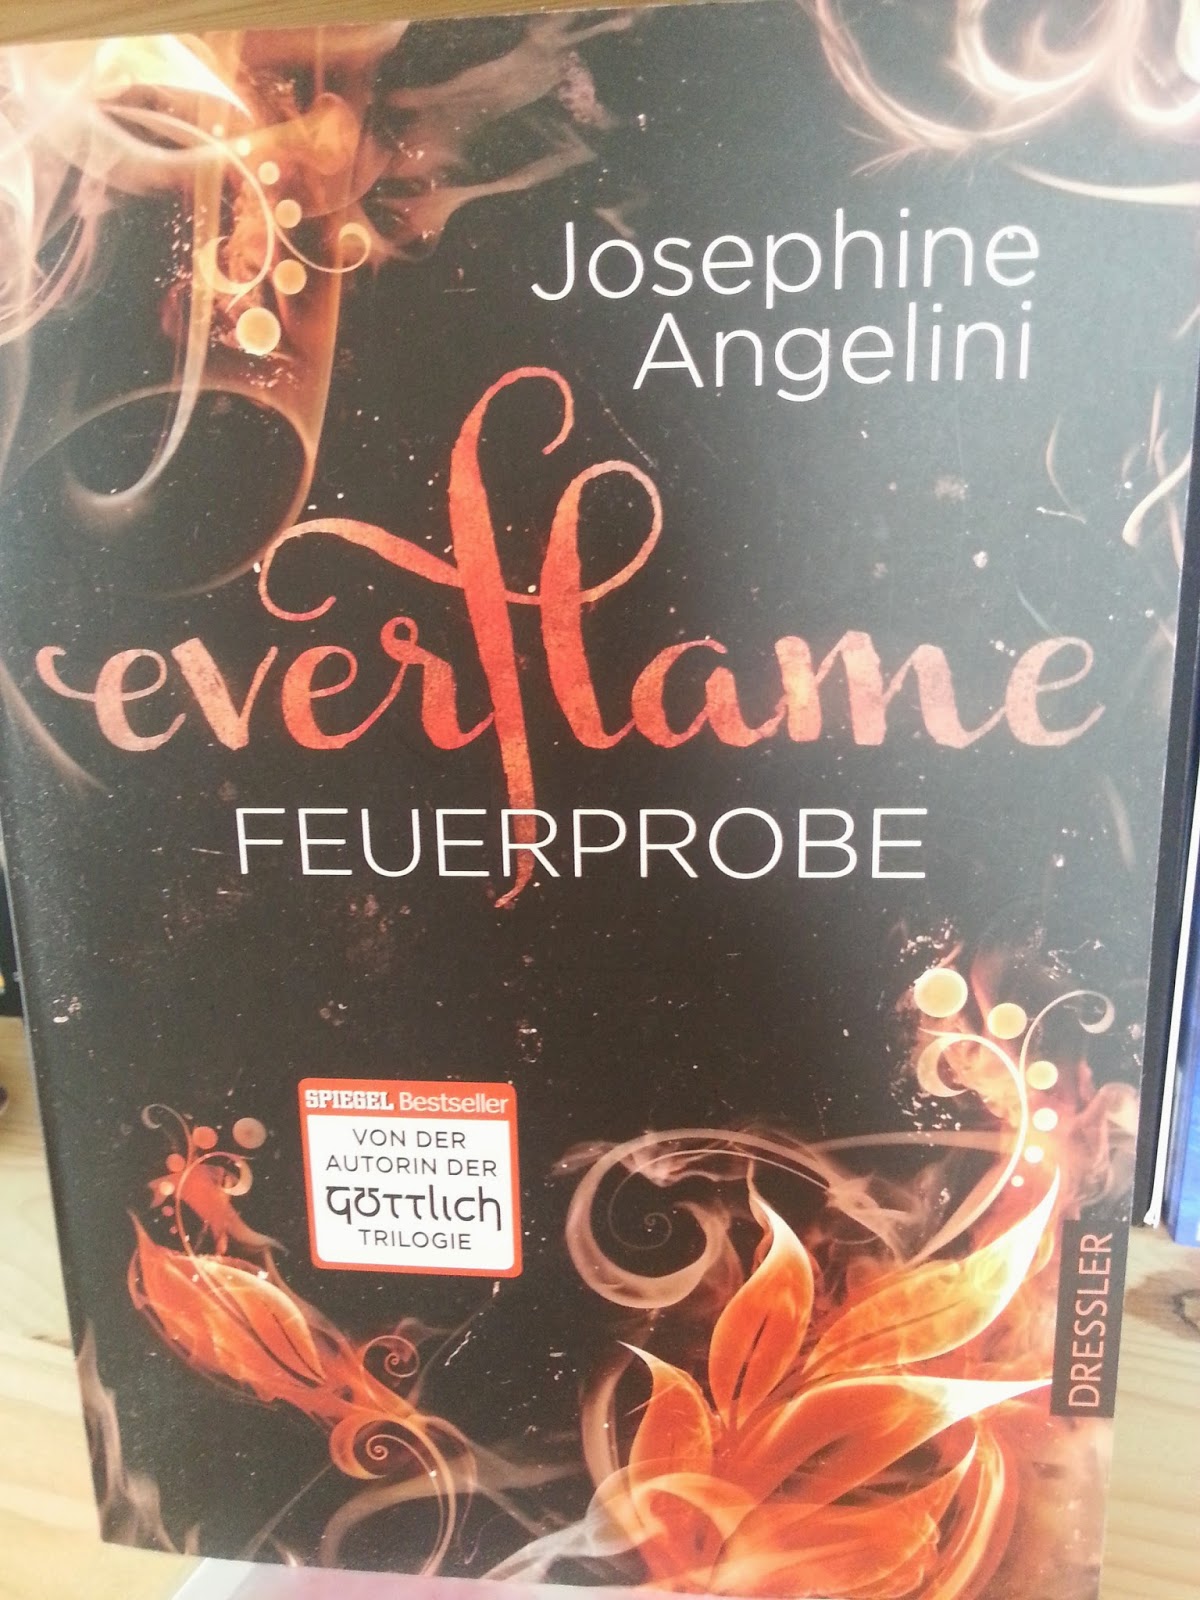 Josephine
Angelini
everflame
FEUERPROBE
SPIEGEL Bestseller
VON DER
AUTORIN DER
GÖTTLICH
TRILOGIE
DRESSLER